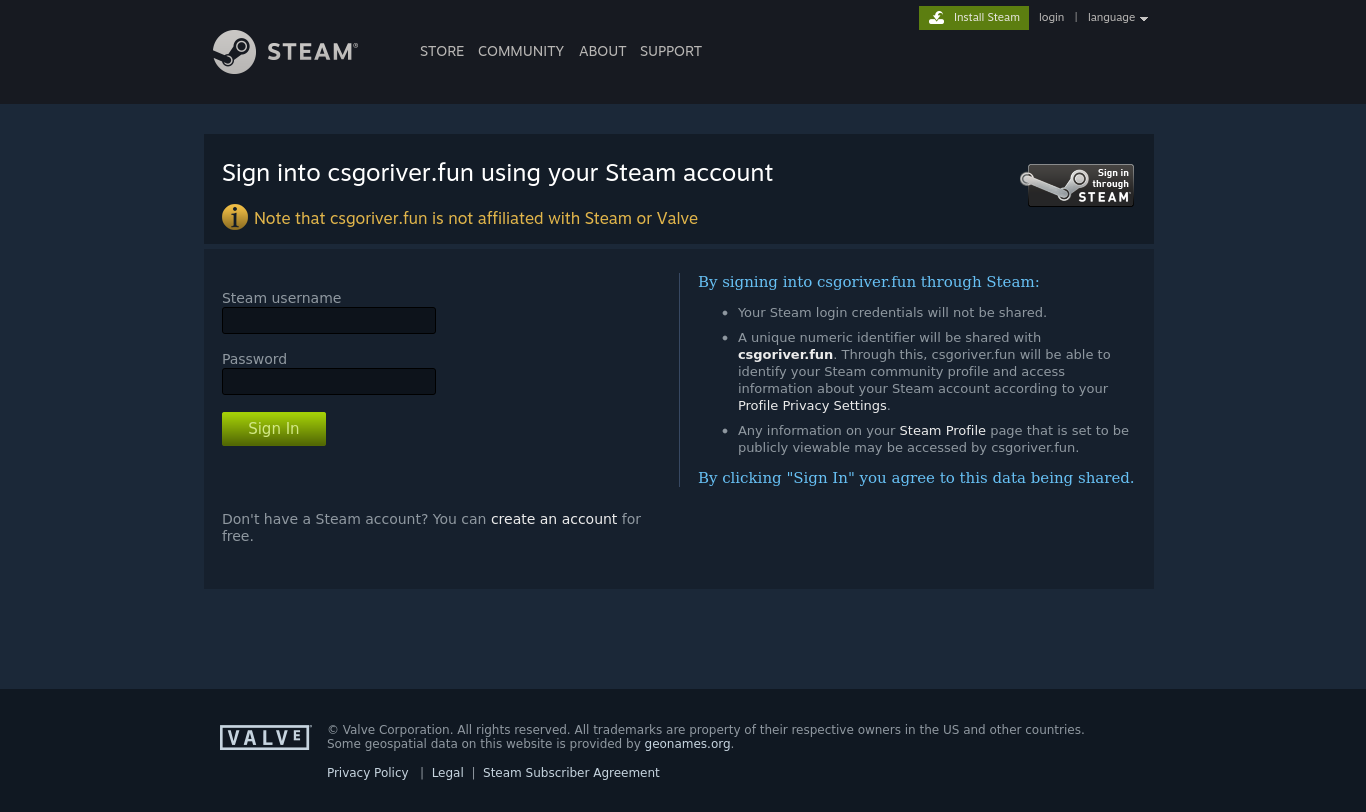 Install Steam login | language
STEAM®
STORE COMMUNITY ABOUT SUPPORT
Sign into csgoriver.fun using your Steam account
Sign in
through
STEAM
Note that csgoriver.fun is not affiliated with Steam or Valve
Steam username
Password
Sign In
Don't have a Steam account? You can create an account for
free.
By signing into csgoriver.fun through Steam:
• Your Steam login credentials will not be shared.
• A unique numeric identifier will be shared with
csgoriver.fun. Through this, csgoriver.fun will be able to
identify your Steam community profile and access
information about your Steam account according to your
Profile Privacy Settings.
• Any information on your Steam Profile page that is set to be
publicly viewable may be accessed by csgoriver.fun.
By clicking "Sign In" you agree to this data being shared.
VALVE
© Valve Corporation. All rights reserved. All trademarks are property of their respective owners in the US and other countries.
Some geospatial data on this website is provided by geonames.org.
Privacy Policy | Legal | Steam Subscriber Agreement